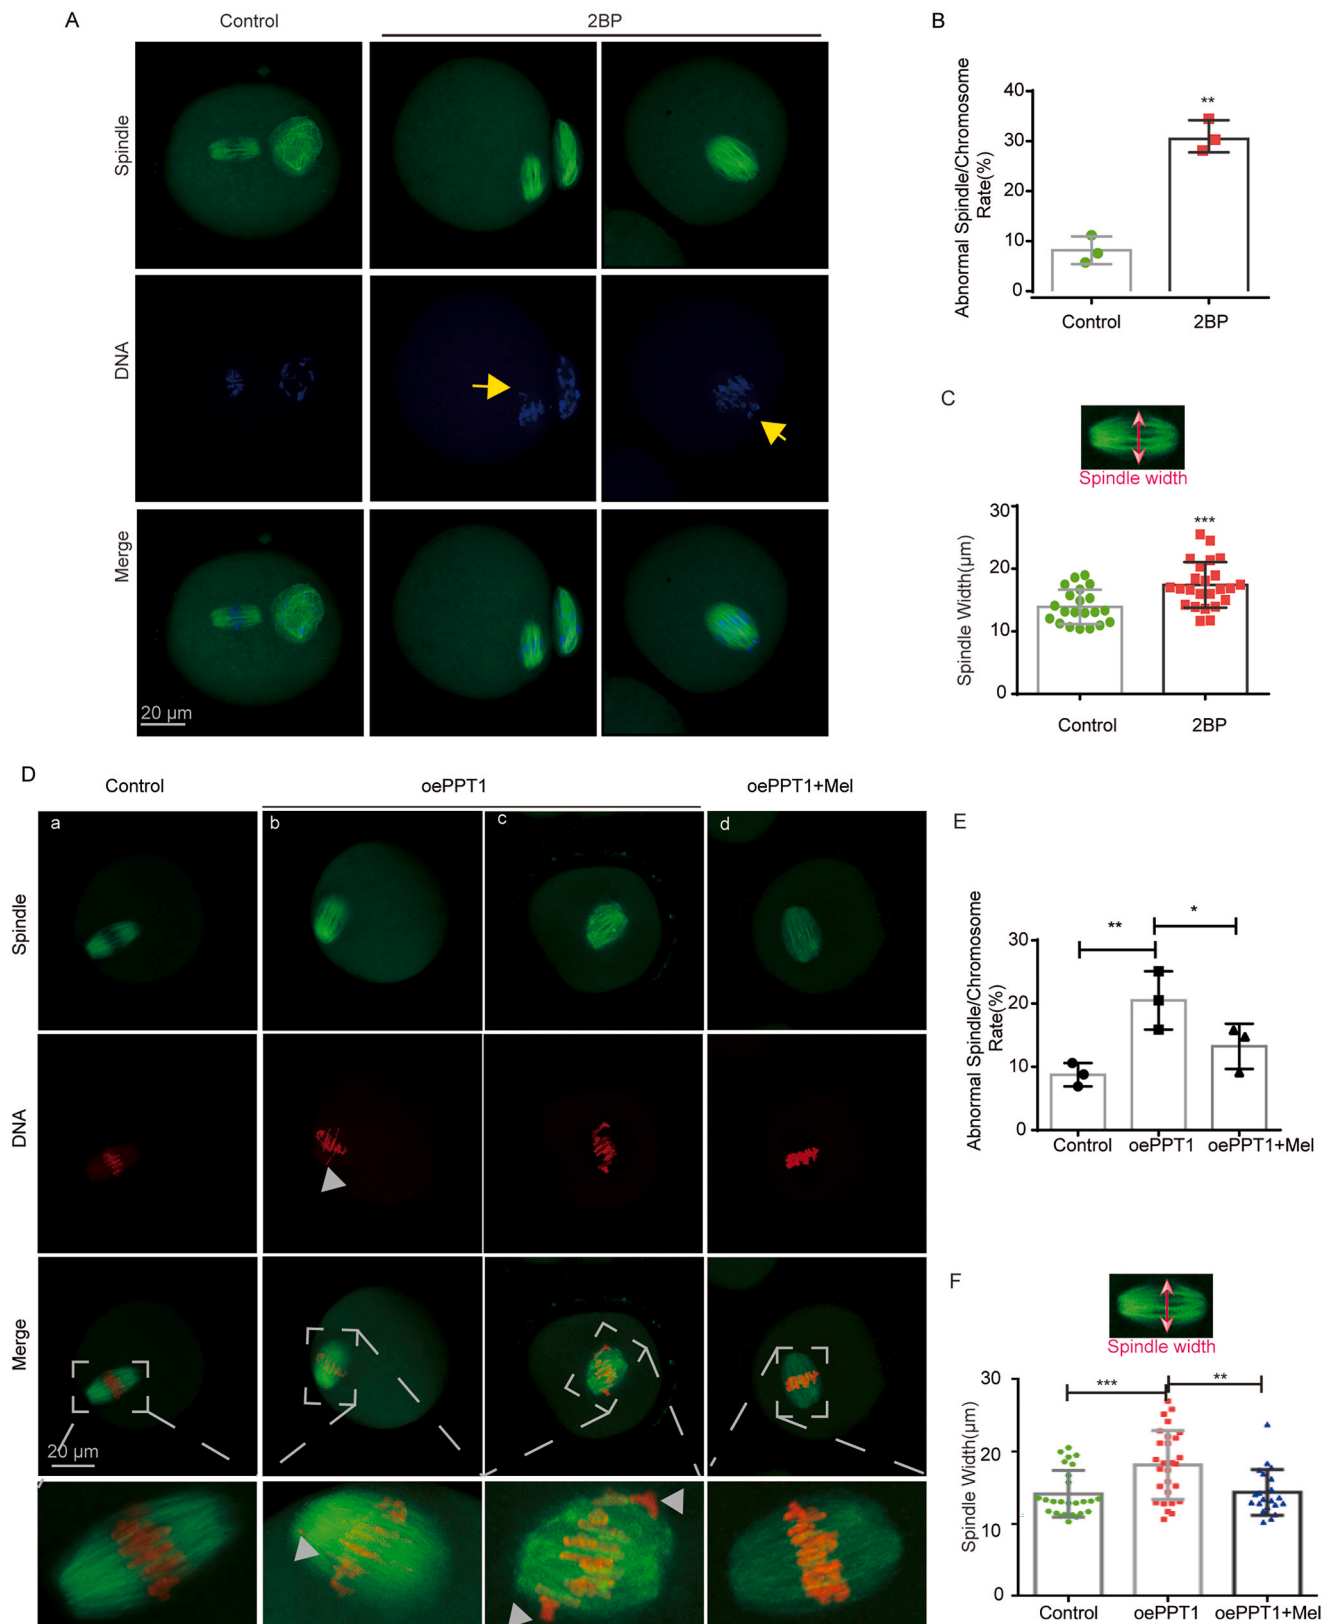 A
Control
2BP
Spindle
DNA
Merge
20 µm
B
Abnormal Spindle/Chromosome
Rate(%)
40
30
20
10
0
**
Control
2BP
C
Spindle width
Spindle Width(µm)
30
20
10
0
***
Control
2BP
D
Control
oePPT1
oePPT1+Mel
a
b
c
d
Spindle
DNA
Merge
20 µm
E
Abnormal Spindle/Chromosome
Rate(%)
30
20
10
0
**
*
Control
oePPT1
oePPT1+Mel
F
Spindle width
Spindle Width(µm)
30
20
10
0
***
**
Control
oePPT1
oePPT1+Mel